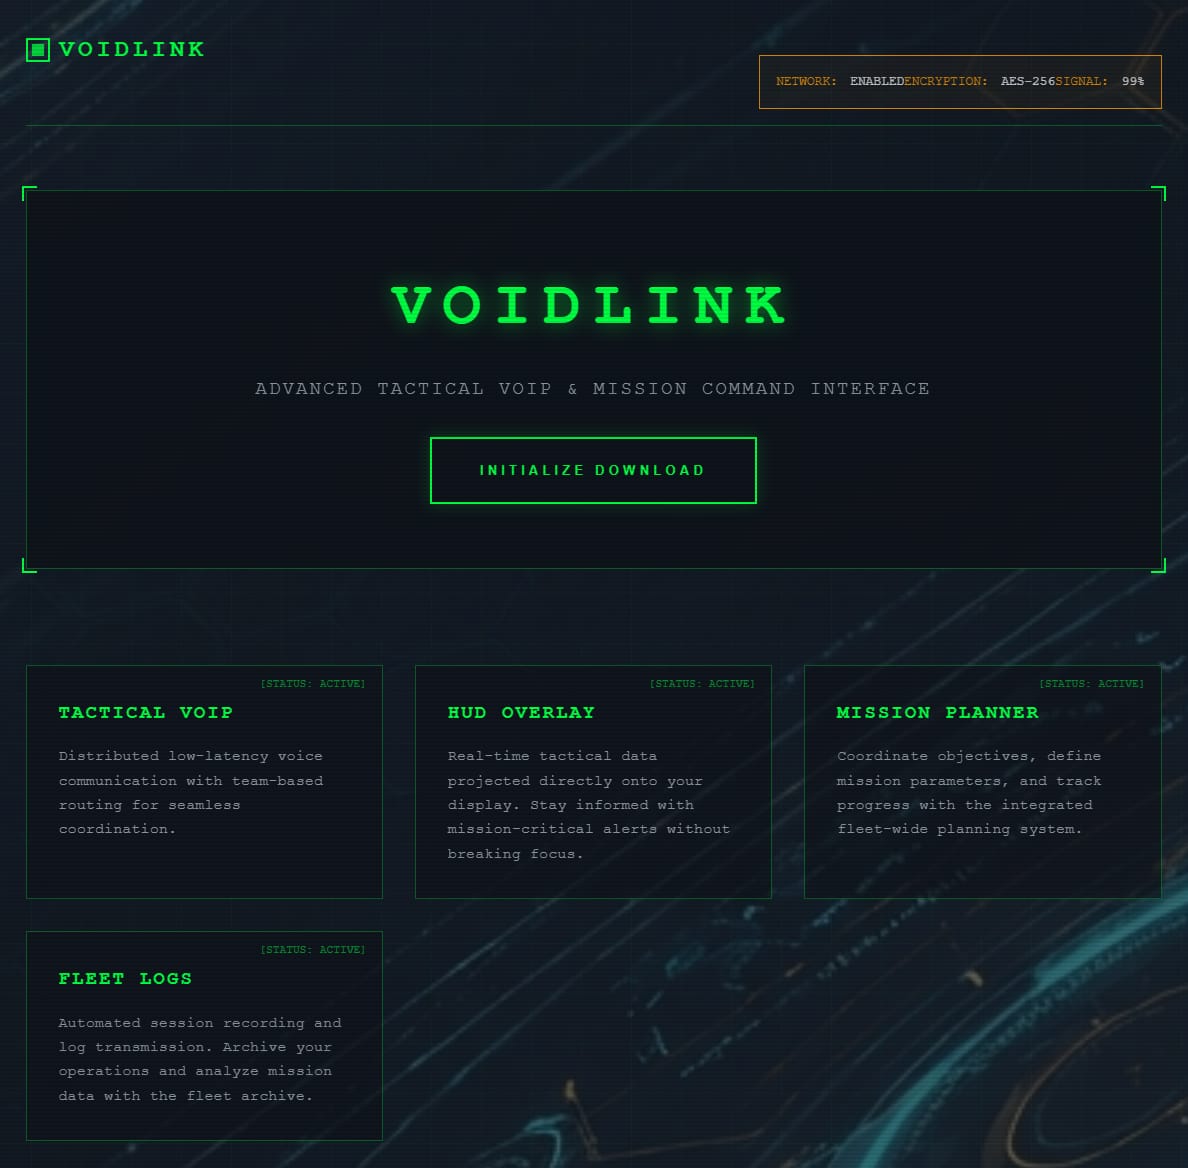 VOIDLINK
NETWORK: ENABLEDENCRYPTION: AES-256SIGNAL: 99%
VOIDLINK
ADVANCED TACTICAL VOIP & MISSION COMMAND INTERFACE
INITIALIZE DOWNLOAD
[STATUS: ACTIVE]
TACTICAL VOIP
Distributed low-latency voice
communication with team-based
routing for seamless
coordination.
[STATUS: ACTIVE]
HUD OVERLAY
Real-time tactical data
projected directly onto your
display. Stay informed with
mission-critical alerts without
breaking focus.
[STATUS: ACTIVE]
MISSION PLANNER
Coordinate objectives, define
mission parameters, and track
progress with the integrated
fleet-wide planning system.
[STATUS: ACTIVE]
FLEET LOGS
Automated session recording and
log transmission. Archive your
operations and analyze mission
data with the fleet archive.